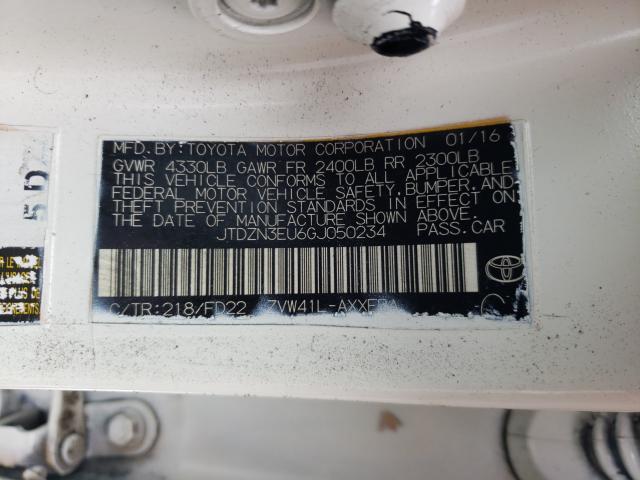 MFD. BY: TOYOTA MOTOR CORPORATION 01/16
GVWR 4330LB GAWR FR 2400LB RR 2300LB
THIS VEHICLE CONFORMS TO ALL APPLICABLE
FEDERAL MOTOR VEHICLE SAFETY, BUMPER, AND
THEFT PREVENTION STANDARDS IN EFFECT ON
THE DATE OF MANUFACTURE SHOWN ABOVE.
JTDZN3EU6GJ050234 PASS. CAR
C/TR: 218/FD22 ZVW41L-
5D